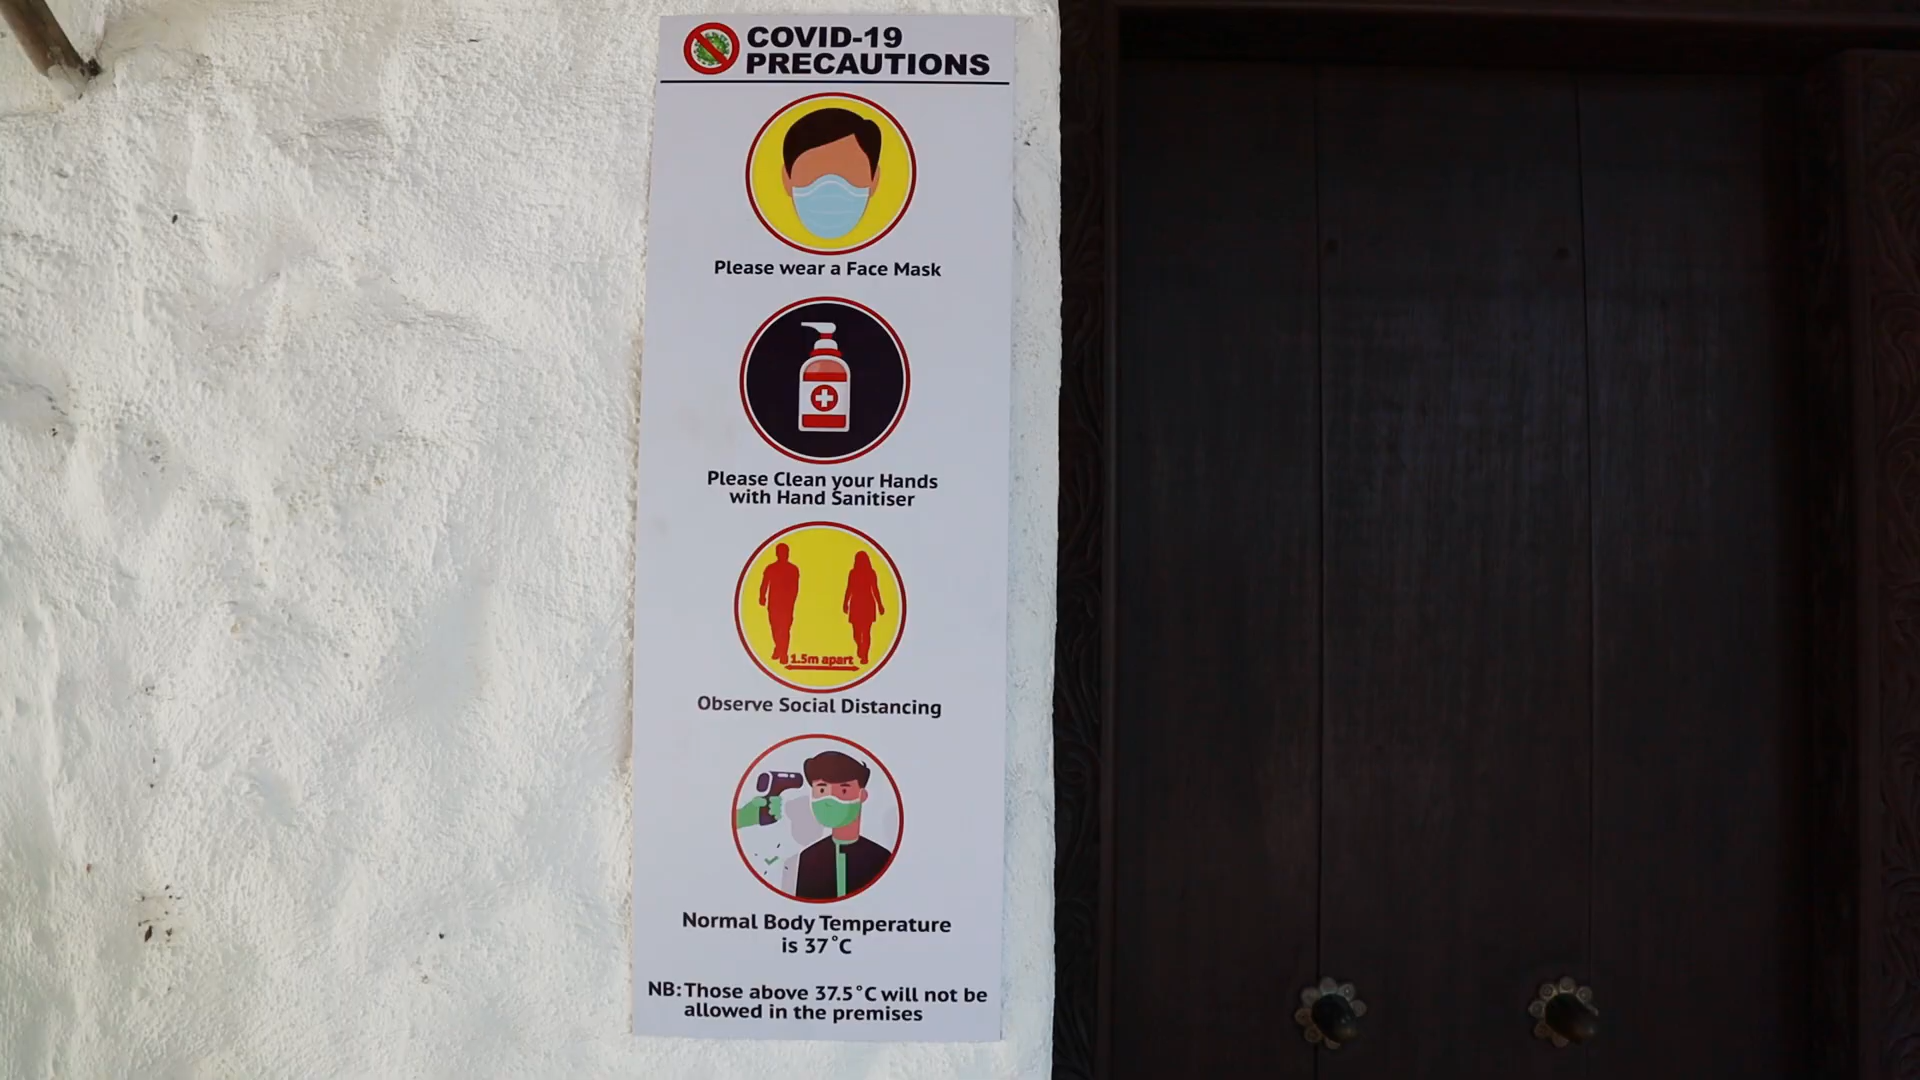 COVID-19
PRECAUTIONS
Please wear a Face Mask
Please Clean your Hands
with Hand Sanitiser
1.5m apart
Observe Social Distancing
Normal Body Temperature
is 37°C
NB: Those above 37.5°C will not be
allowed in the premises